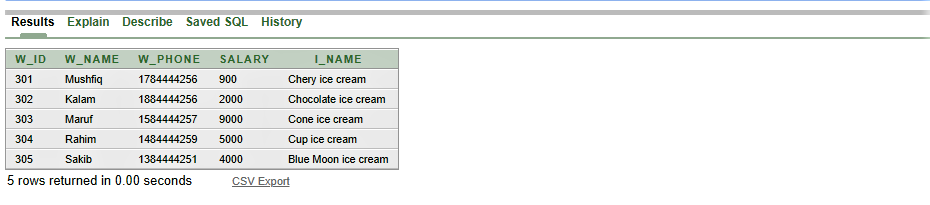 Results Explain Describe Saved SQL History
W_ID W_NAME W_PHONE SALARY I_NAME
301 Mushfiq 1784444256 900 Chery ice cream
302 Kalam 1884444256 2000 Chocolate ice cream
303 Maruf 1584444257 9000 Cone ice cream
304 Rahim 1484444259 5000 Cup ice cream
305 Sakib 1384444251 4000 Blue Moon ice cream
5 rows returned in 0.00 seconds CSV Export